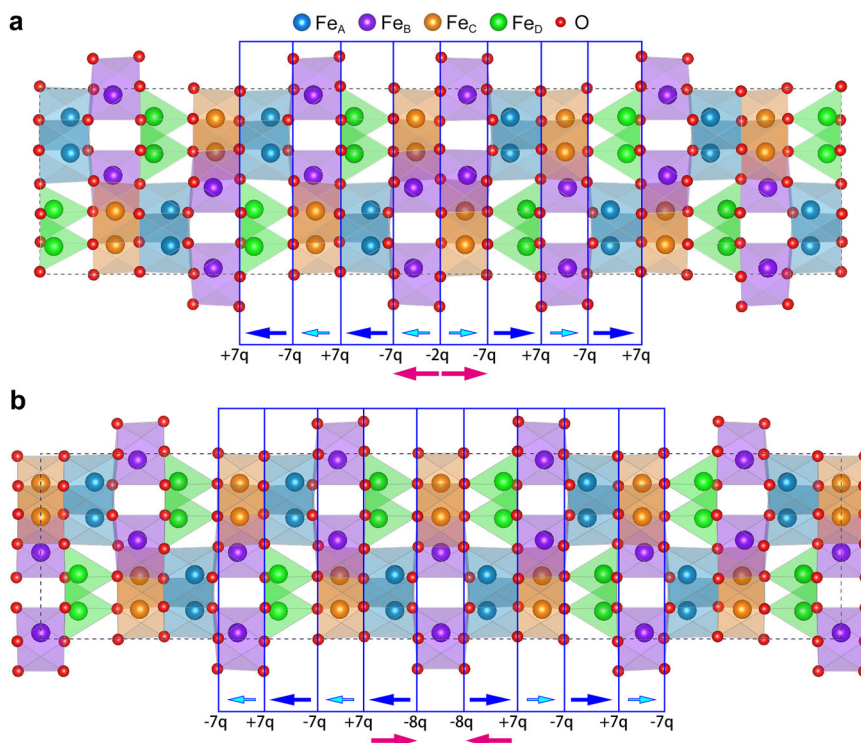 a
Fe_A Fe_B Fe_C Fe_D O
+7q -7q +7q -7q -2q -7q +7q -7q +7q
b
-7q +7q -7q +7q -8q -8q +7q -7q +7q -7q